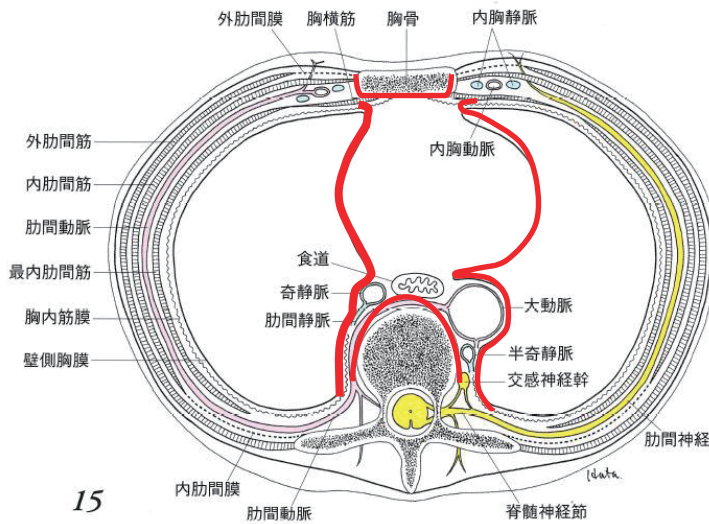 外肋間膜
胸横筋
胸骨
内胸静脈
外肋間筋
内肋間筋
肋間動脈
最内肋間筋
胸内筋膜
壁側胸膜
内胸動脈
食道
奇静脈
肋間静脈
大動脈
半奇静脈
交感神経幹
肋間神経
内肋間膜
肋間動脈
脊髄神経節
15